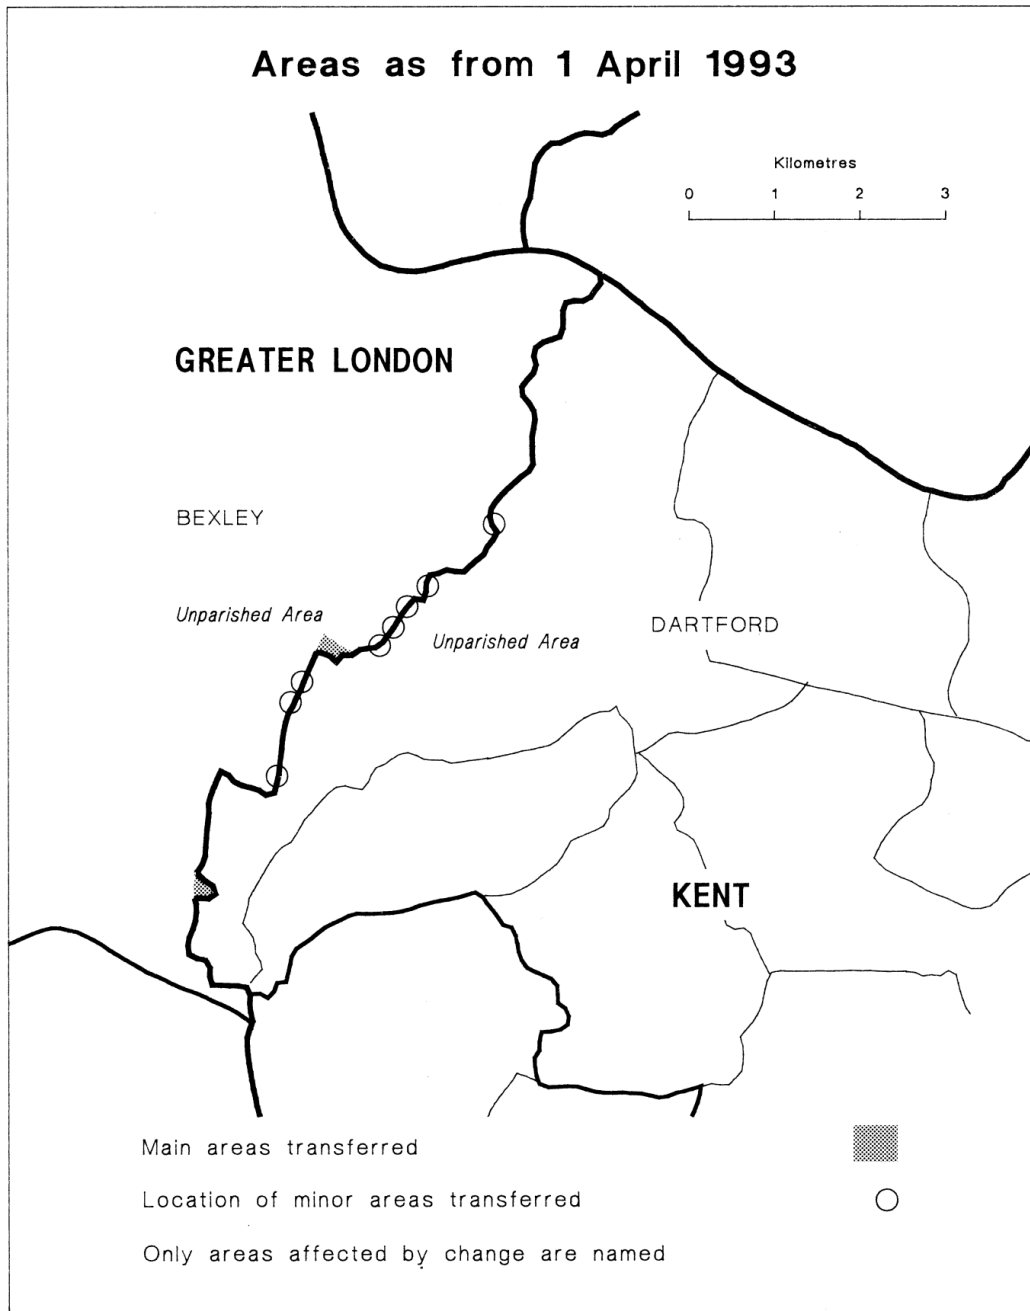 Areas as from 1 April 1993
Kilometres
0 1 2 3
GREATER LONDON
BEXLEY
Unparished Area
Unparished Area
DARTFORD
KENT
Main areas transferred
Location of minor areas transferred
Only areas affected by change are named